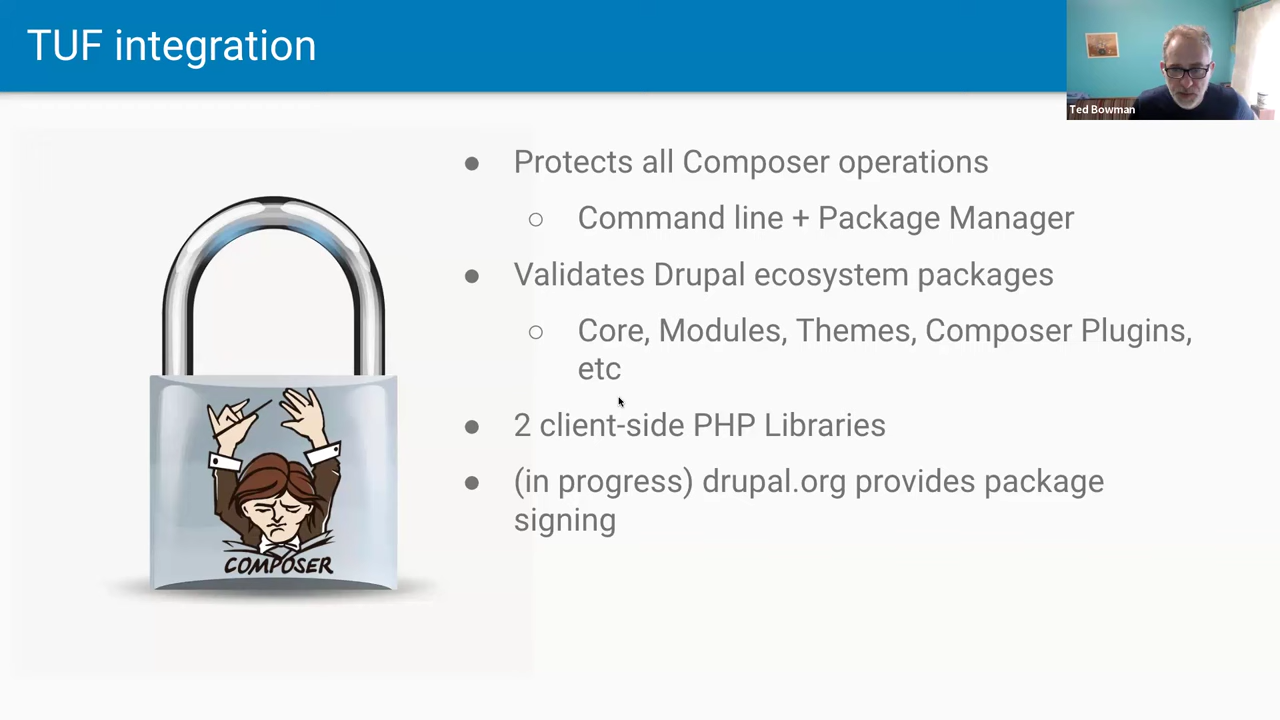 TUF integration
Ted Bowman
● Protects all Composer operations
○ Command line + Package Manager
● Validates Drupal ecosystem packages
○ Core, Modules, Themes, Composer Plugins,
etc
● 2 client-side PHP Libraries
● (in progress) drupal.org provides package
signing
COMPOSER